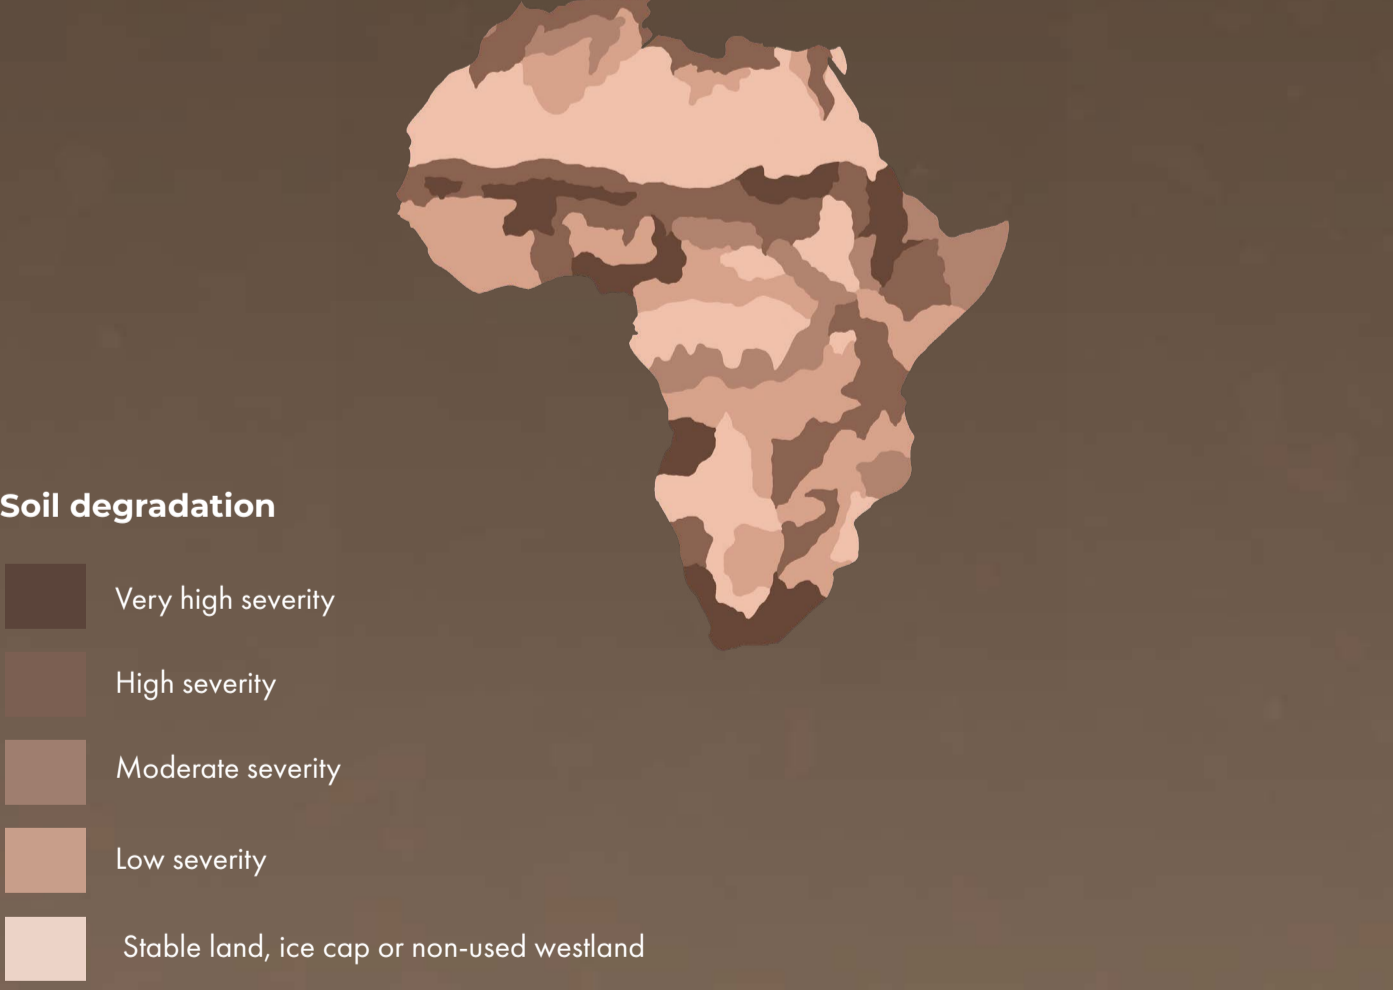 Soil degradation
Very high severity
High severity
Moderate severity
Low severity
Stable land, ice cap or non-used westland